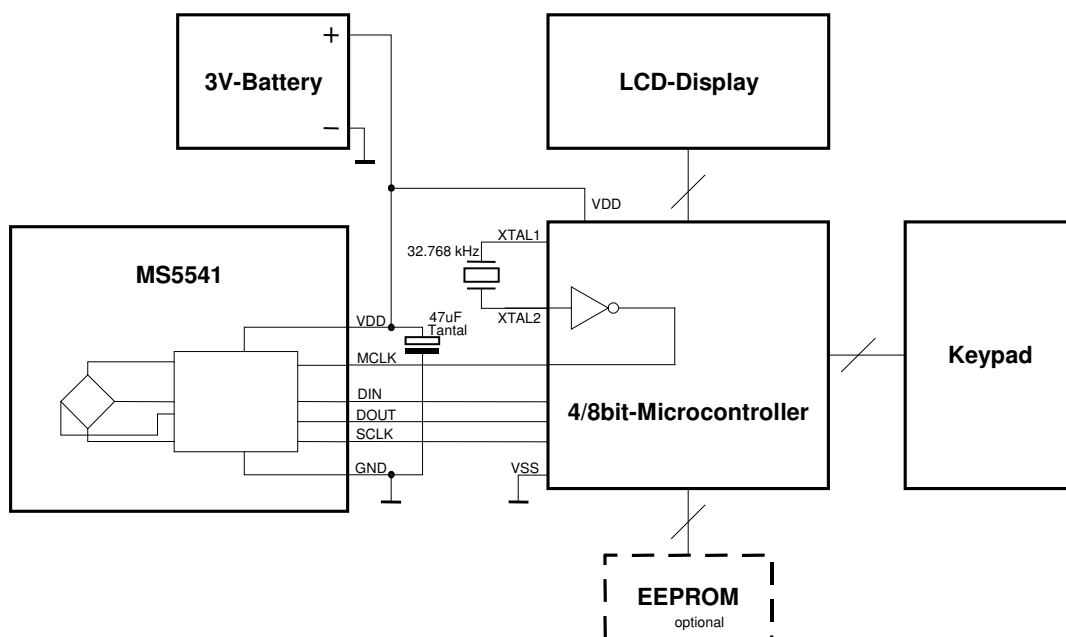 +
3V-Battery
−
LCD-Display
VDD
XTAL1
32.768 kHz
XTAL2
MS5541
VDD
47uF
Tantal
MCLK
DIN
DOUT
SCLK
GND
VSS
4/8bit-Microcontroller
Keypad
EEPROM
optional